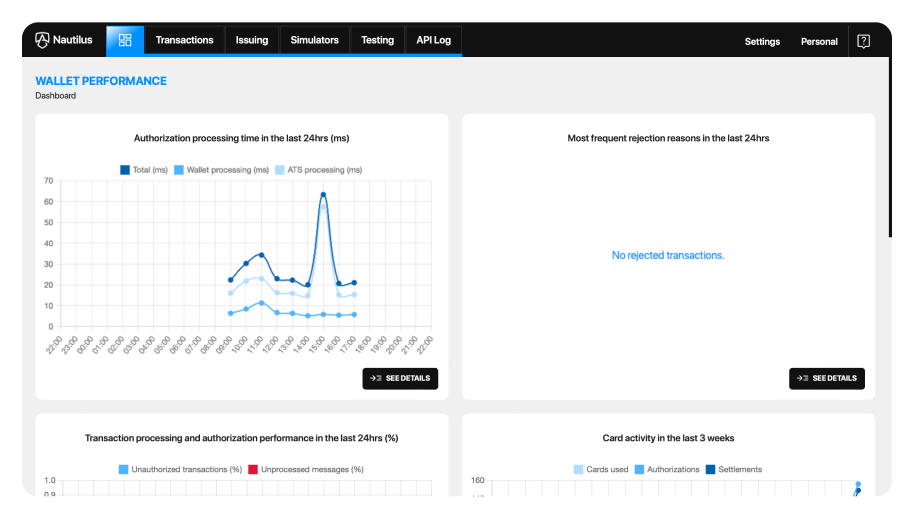 Nautilus Transactions Issuing Simulators Testing API Log Settings Personal
WALLET PERFORMANCE
Dashboard
Authorization processing time in the last 24hrs (ms)
Total (ms) Wallet processing (ms) ATS processing (ms)
70
60
50
40
30
20
10
0
22:00 23:00 00:00 01:00 02:00 03:00 04:00 05:00 06:00 07:00 08:00 09:00 10:00 11:00 12:00 13:00 14:00 15:00 16:00 17:00 18:00 19:00 20:00 21:00 22:00
SEE DETAILS
Most frequent rejection reasons in the last 24hrs
No rejected transactions.
SEE DETAILS
Transaction processing and authorization performance in the last 24hrs (%)
Unauthorized transactions (%) Unprocessed messages (%)
1.0
0.9
Card activity in the last 3 weeks
Cards used Authorizations Settlements
160